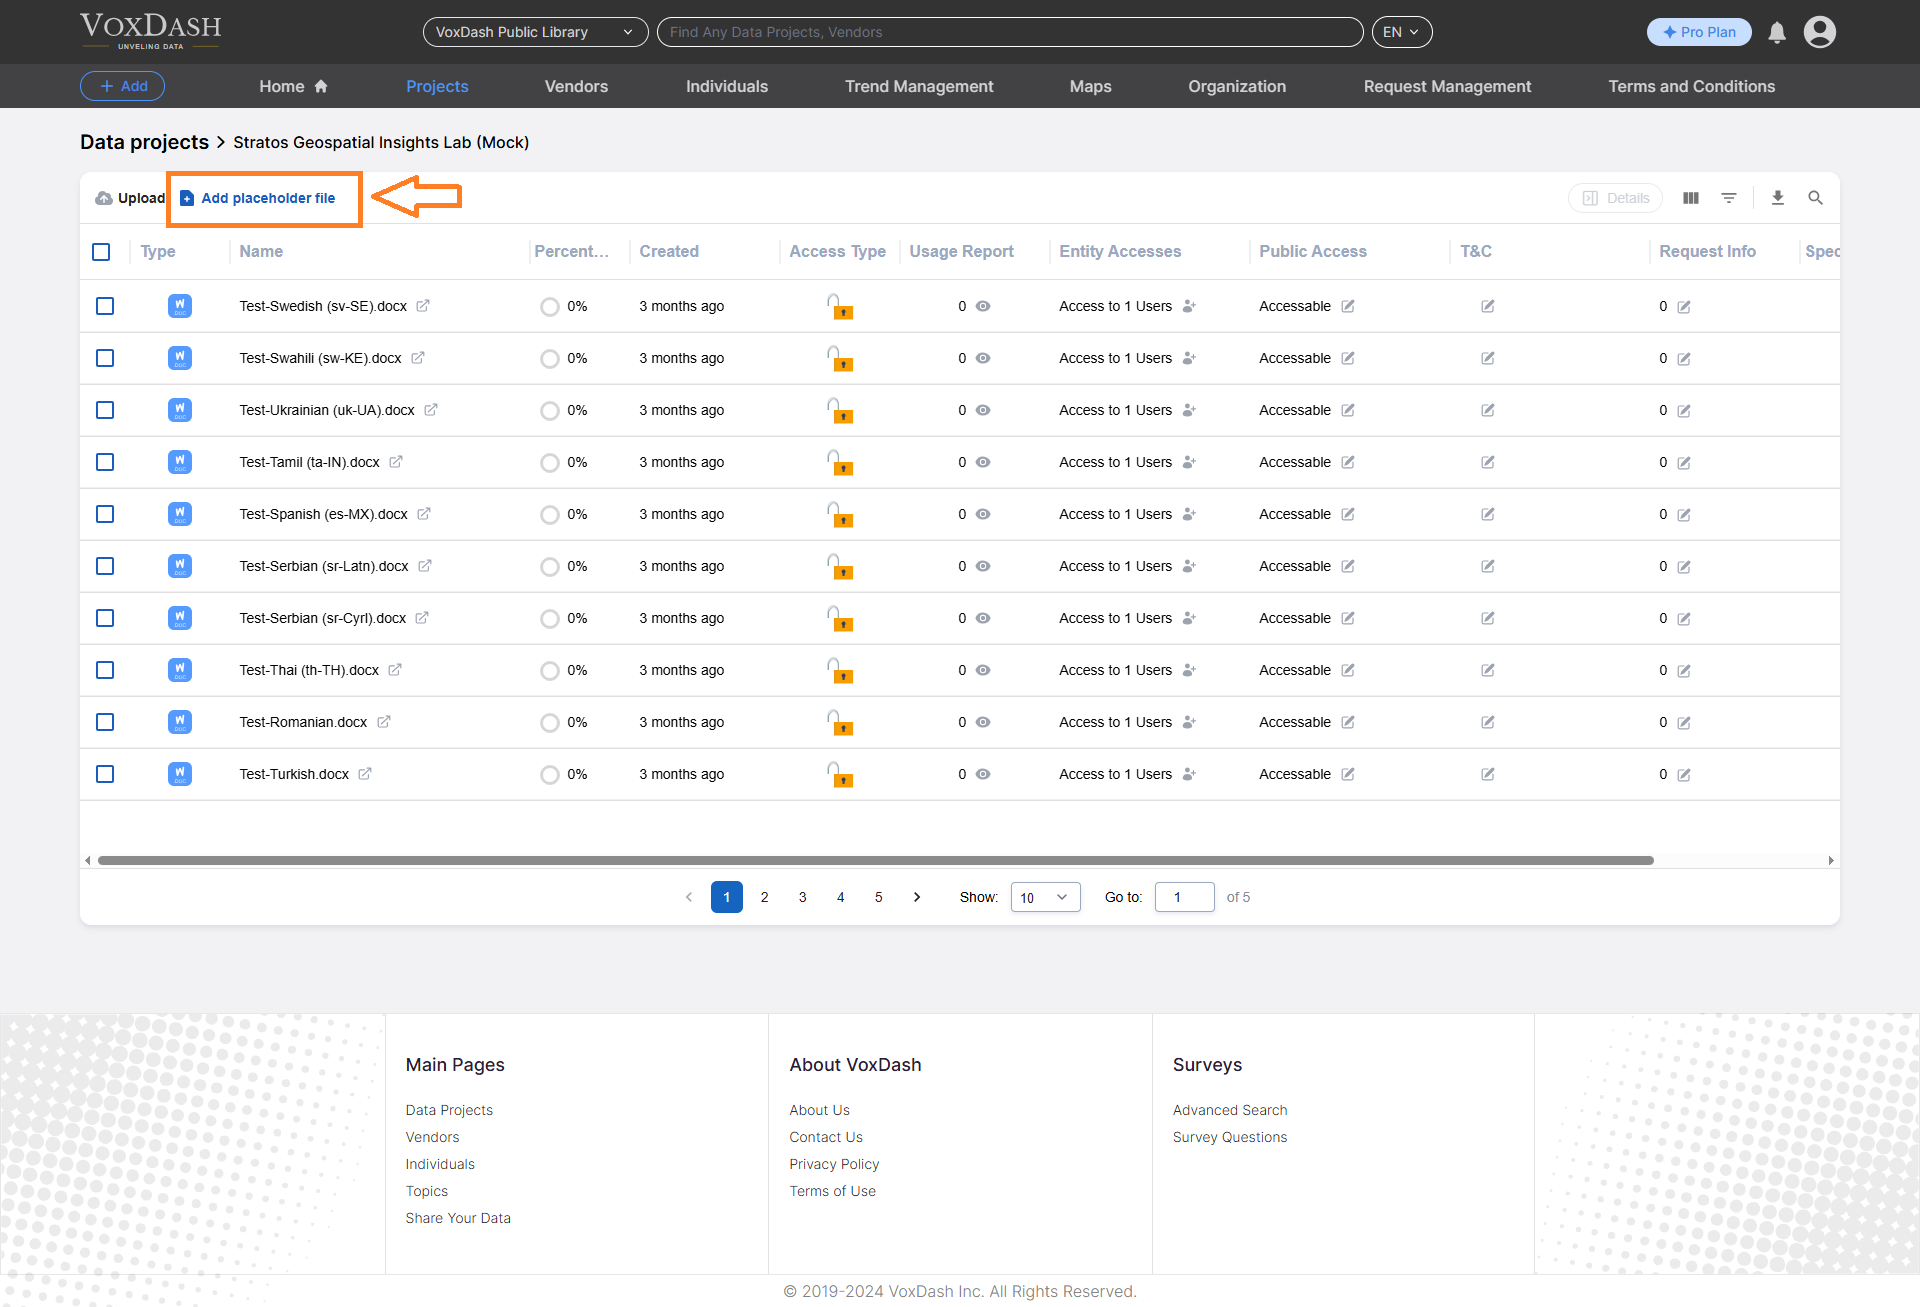 VOXDASH
UNVELING DATA
VoxDash Public Library
Find Any Data Projects, Vendors
EN
Pro Plan
Add
Home
Projects
Vendors
Individuals
Trend Management
Maps
Organization
Request Management
Terms and Conditions
Data projects > Stratos Geospatial Insights Lab (Mock)
Upload
Add placeholder file
Details
Type Name Percent... Created Access Type Usage Report Entity Accesses Public Access T&C Request Info Spec
W DOC Test-Swedish (sv-SE).docx 0% 3 months ago 0 Access to 1 Users Accessable 0
W DOC Test-Swahili (sw-KE).docx 0% 3 months ago 0 Access to 1 Users Accessable 0
W DOC Test-Ukrainian (uk-UA).docx 0% 3 months ago 0 Access to 1 Users Accessable 0
W DOC Test-Tamil (ta-IN).docx 0% 3 months ago 0 Access to 1 Users Accessable 0
W DOC Test-Spanish (es-MX).docx 0% 3 months ago 0 Access to 1 Users Accessable 0
W DOC Test-Serbian (sr-Latn).docx 0% 3 months ago 0 Access to 1 Users Accessable 0
W DOC Test-Serbian (sr-Cyrl).docx 0% 3 months ago 0 Access to 1 Users Accessable 0
W DOC Test-Thai (th-TH).docx 0% 3 months ago 0 Access to 1 Users Accessable 0
W DOC Test-Romanian.docx 0% 3 months ago 0 Access to 1 Users Accessable 0
W DOC Test-Turkish.docx 0% 3 months ago 0 Access to 1 Users Accessable 0
1 2 3 4 5 Show: 10 Go to: 1 of 5
Main Pages
Data Projects
Vendors
Individuals
Topics
Share Your Data
About VoxDash
About Us
Contact Us
Privacy Policy
Terms of Use
Surveys
Advanced Search
Survey Questions
© 2019-2024 VoxDash Inc. All Rights Reserved.